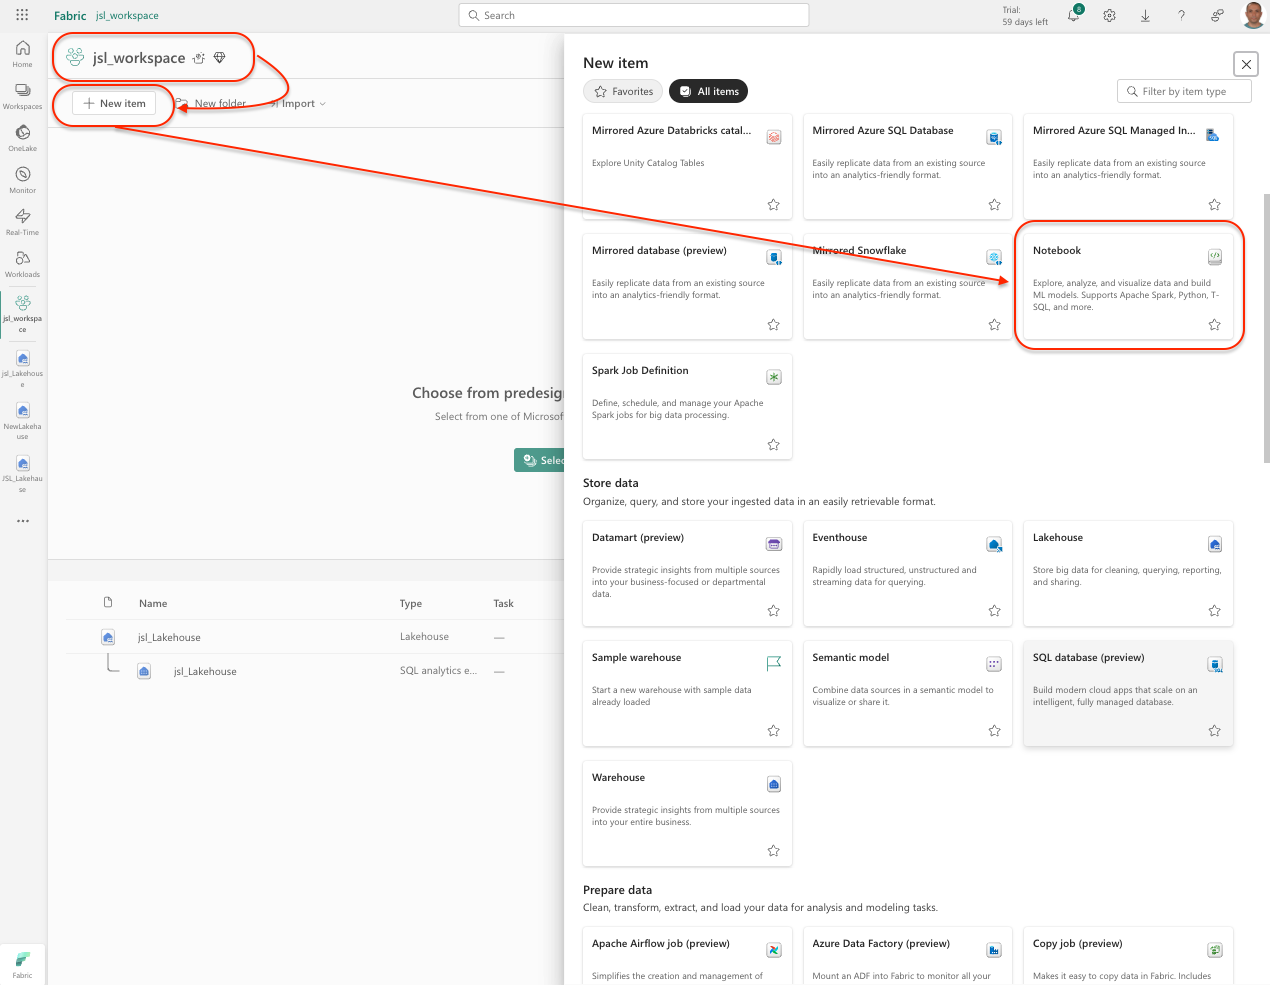 Fabric
jsl_workspace
Search
Trial:
59 days left
8
Home
Workspaces
OneLake
Monitor
Real-Time
Workloads
jsl_workspa
ce
jsl_Lakehous
e
NewLakeha
use
JSL_Lakehau
se
Fabric
jsl_workspace
New item
New folder
Import
Choose from predesig
Select from one of Microsof
Selec
Name
Type
Task
jsl_Lakehouse
Lakehouse
—
jsl_Lakehouse
SQL analytics e...
—
New item
Favorites
All items
Filter by item type
Mirrored Azure Databricks catal...
Explore Unity Catalog Tables
Mirrored Azure SQL Database
Easily replicate data from an existing source
into an analytics-friendly format.
Mirrored Azure SQL Managed In...
Easily replicate data from an existing source
into an analytics-friendly format.
Mirrored database (preview)
Easily replicate data from an existing source
into an analytics-friendly format.
Mirrored Snowflake
Easily replicate data from an existing source
into an analytics-friendly format.
Notebook
Explore, analyze, and visualize data and build
ML models. Supports Apache Spark, Python, T-
SQL, and more.
Spark Job Definition
Define, schedule, and manage your Apache
Spark jobs for big data processing.
Store data
Organize, query, and store your ingested data in an easily retrievable format.
Datamart (preview)
Provide strategic insights from multiple sources
into your business-focused or departmental
data.
Eventhouse
Rapidly load structured, unstructured and
streaming data for querying.
Lakehouse
Store big data for cleaning, querying, reporting,
and sharing.
Sample warehouse
Start a new warehouse with sample data
already loaded
Semantic model
Combine data sources in a semantic model to
visualize or share it.
SQL database (preview)
Build modern cloud apps that scale on an
intelligent, fully managed database.
Warehouse
Provide strategic insights from multiple sources
into your entire business.
Prepare data
Clean, transform, extract, and load your data for analysis and modeling tasks.
Apache Airflow job (preview)
Simplifies the creation and management of
Azure Data Factory (preview)
Mount an ADF into Fabric to monitor all your
Copy job (preview)
Makes it easy to copy data in Fabric. Includes